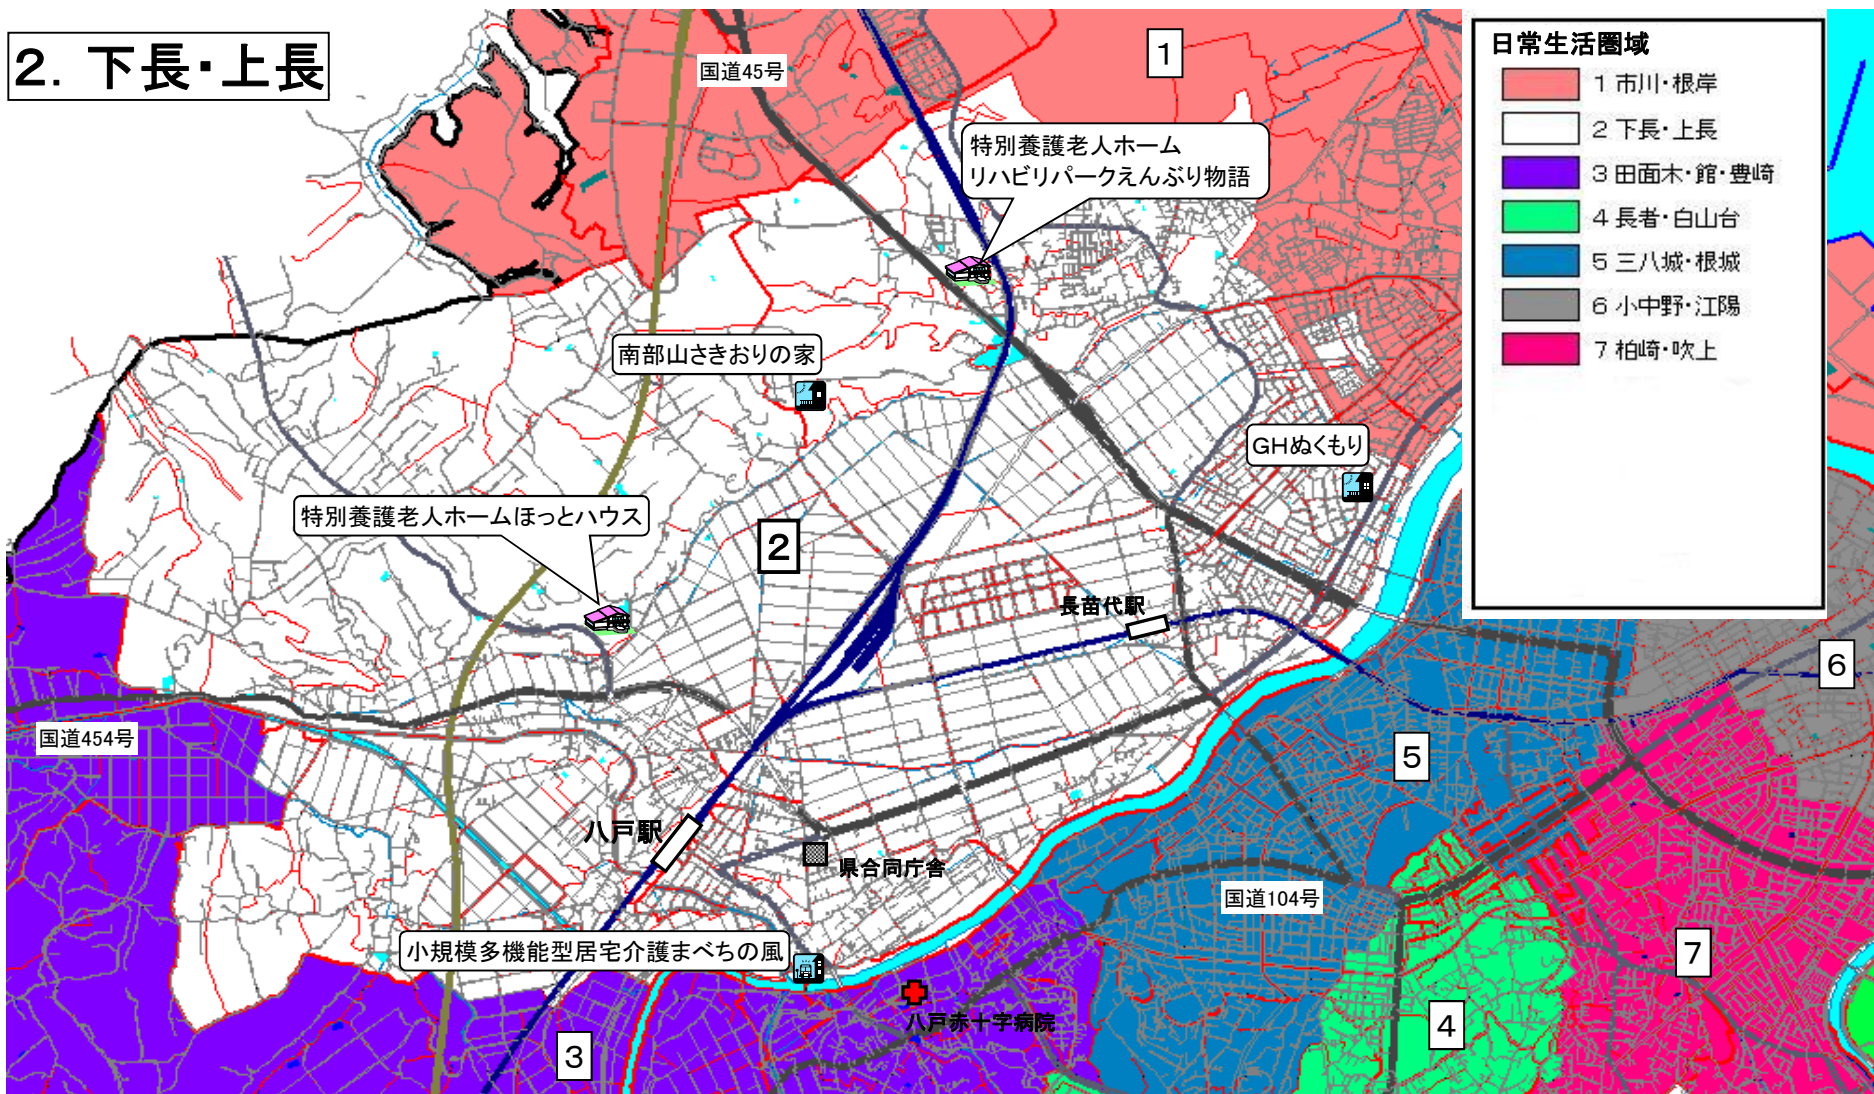 2. 下長・上長
国道45号
1
日常生活圏域
1 市川・根岸
2 下長・上長
3 田面木・館・豊崎
4 長者・白山台
5 三八城・根城
6 小中野・江陽
7 柏崎・吹上
特別養護老人ホーム
リハビリパークえんぶり物語
南部山さきおりの家
GHぬくもり
特別養護老人ホームほっとハウス
2
長苗代駅
6
国道454号
5
八戸駅
県合同庁舎
国道104号
小規模多機能型居宅介護まべちの風
7
八戸赤十字病院
4
3